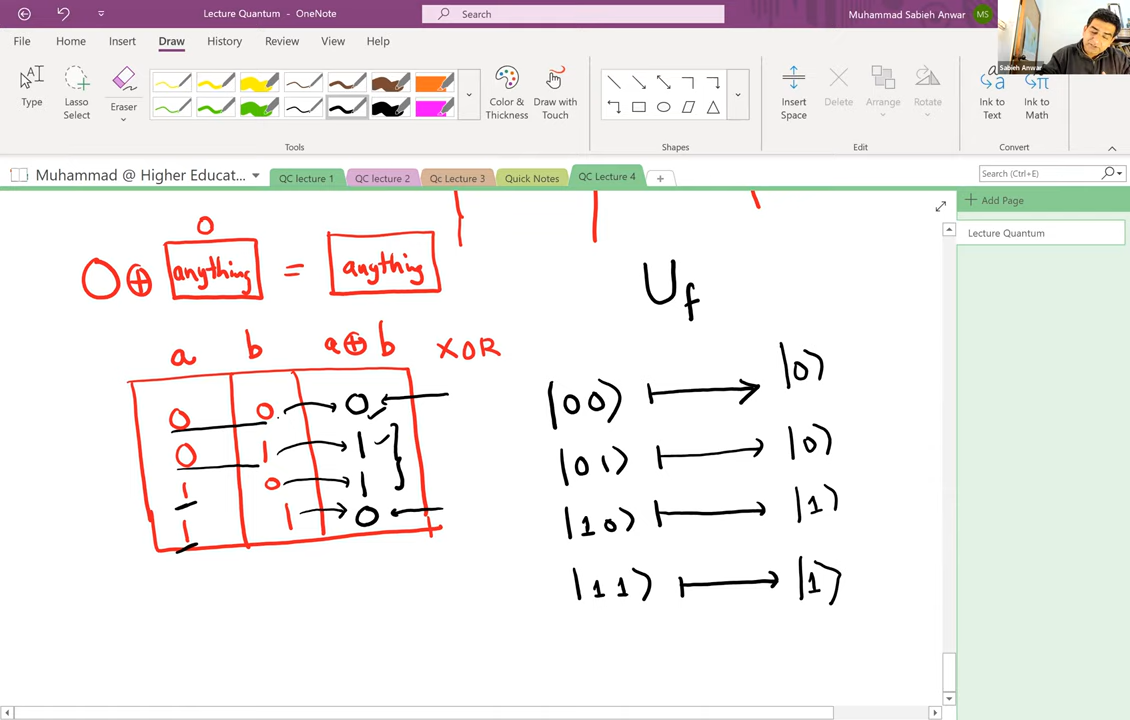 Lecture Quantum - OneNote
Search
Muhammad Sabieh Anwar
MS
File Home Insert Draw History Review View Help
Sabieh Anwar
Type
Lasso Select
Eraser
Color & Thickness
Draw with Touch
Insert Space
Delete
Arrange
Rotate
Ink to Text
Ink to Math
Tools
Shapes
Edit
Convert
Muhammad @ Higher Educat...
QC lecture 1
QC lecture 2
Qc Lecture 3
Quick Notes
QC Lecture 4
Search (Ctrl+E)
Add Page
Lecture Quantum
0
0 ⊕ anything = anything
a b a ⊕ b XOR
0 0 → 0
0 1 → 1
1 0 → 1
1 1 → 0
U_f
|00⟩ ↦ |0⟩
|01⟩ ↦ |0⟩
|10⟩ ↦ |1⟩
|11⟩ ↦ |1⟩